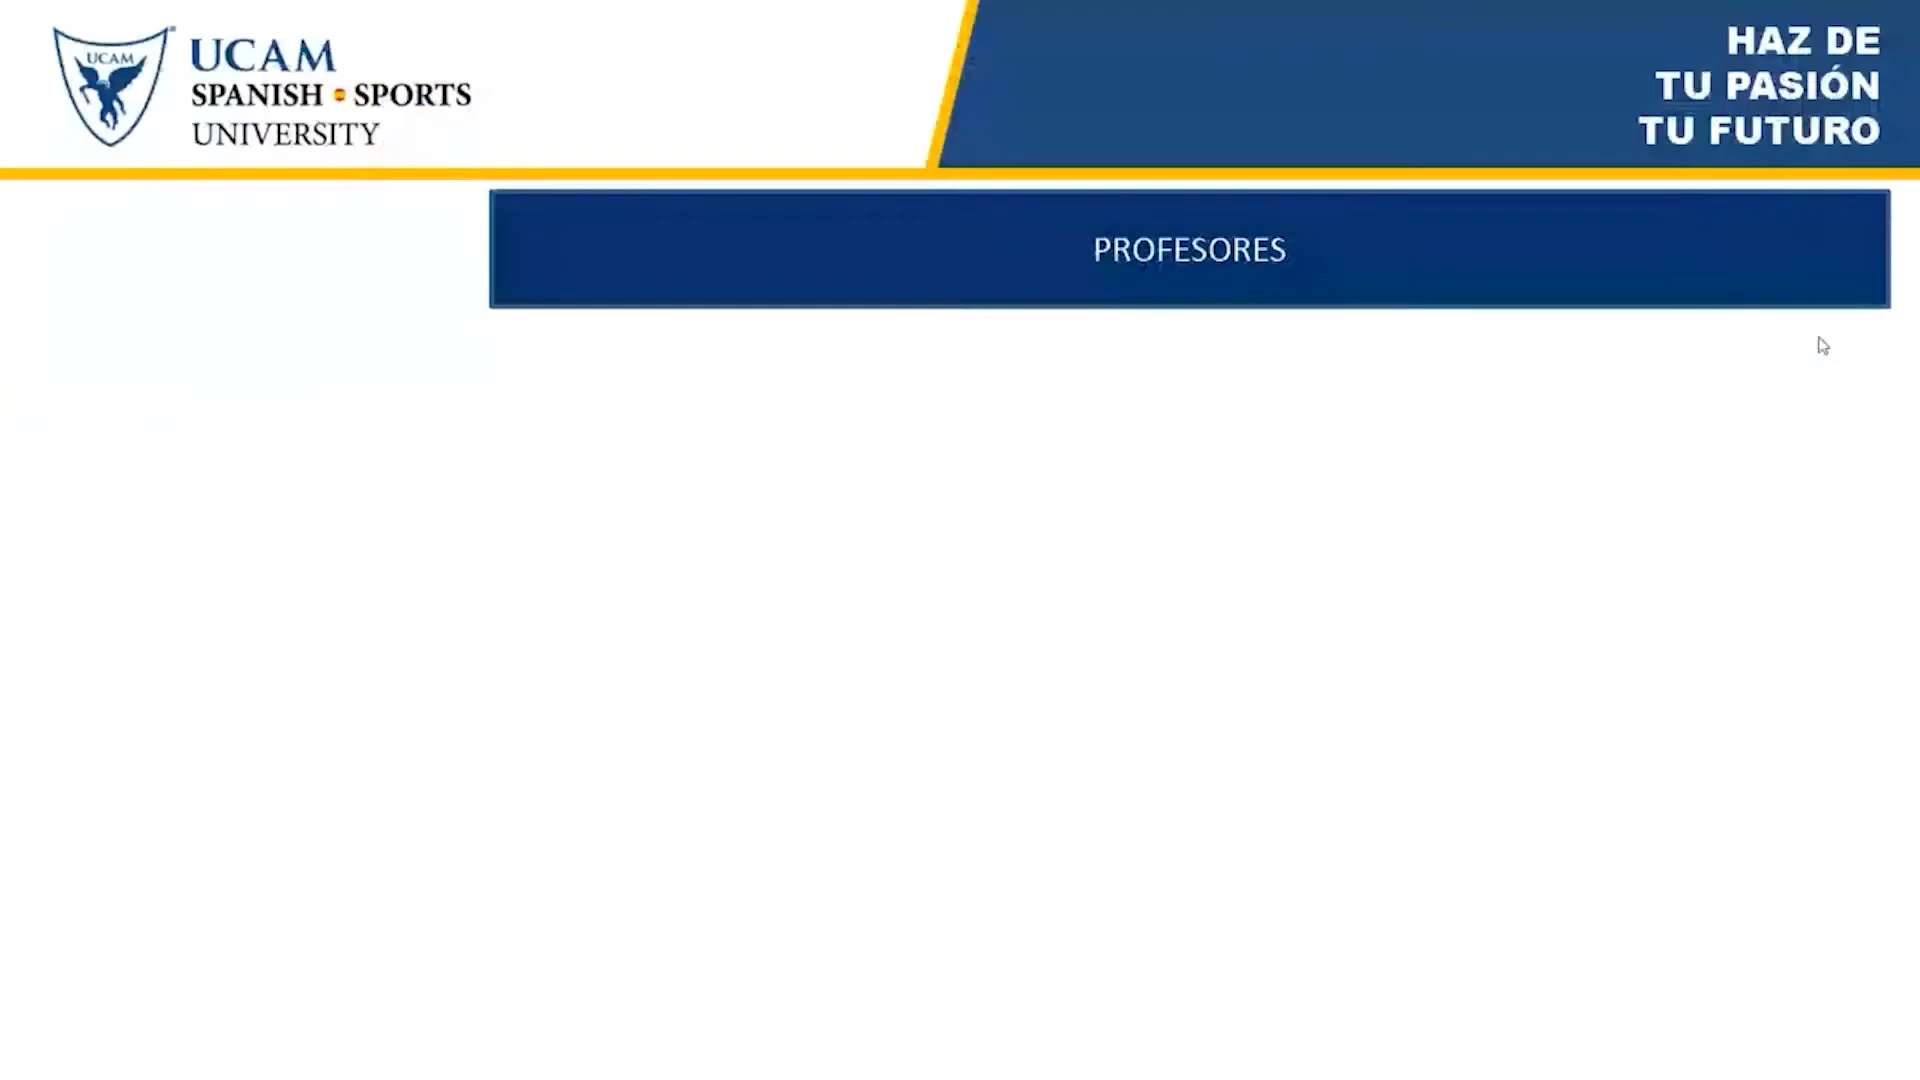 UCAM
UCAM
SPANISH SPORTS
UNIVERSITY
HAZ DE
TU PASIÓN
TU FUTURO
PROFESORES